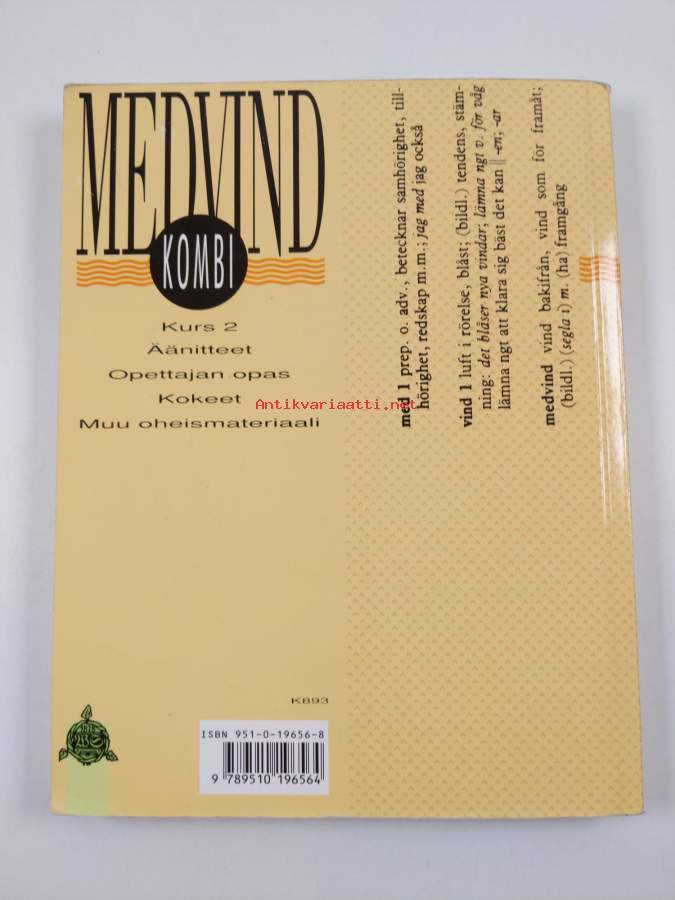 MEDVIND
KOMBI
Kurs 2
Äänitteet
Opettajan opas
Kokeet
Muu oheismateriaali
med 1 prep. o. adv., betecknar samhörighet, till-
hörighet, redskap m.m.; jag med jag också
vind 1 luft i rörelse, blåst; (bildl.) tendens, stäm-
ning: det blåser nya vindar; lämna ngt v. för våg
lämna ngt att klara sig bäst det kan || -en; -ar
medvind vind bakifrån, vind som för framåt;
(bildl.) (segla i) m. (ha) framgång
Antikvariaatti.net
K893
ISBN 951-0-19656-8
9 789510 196564